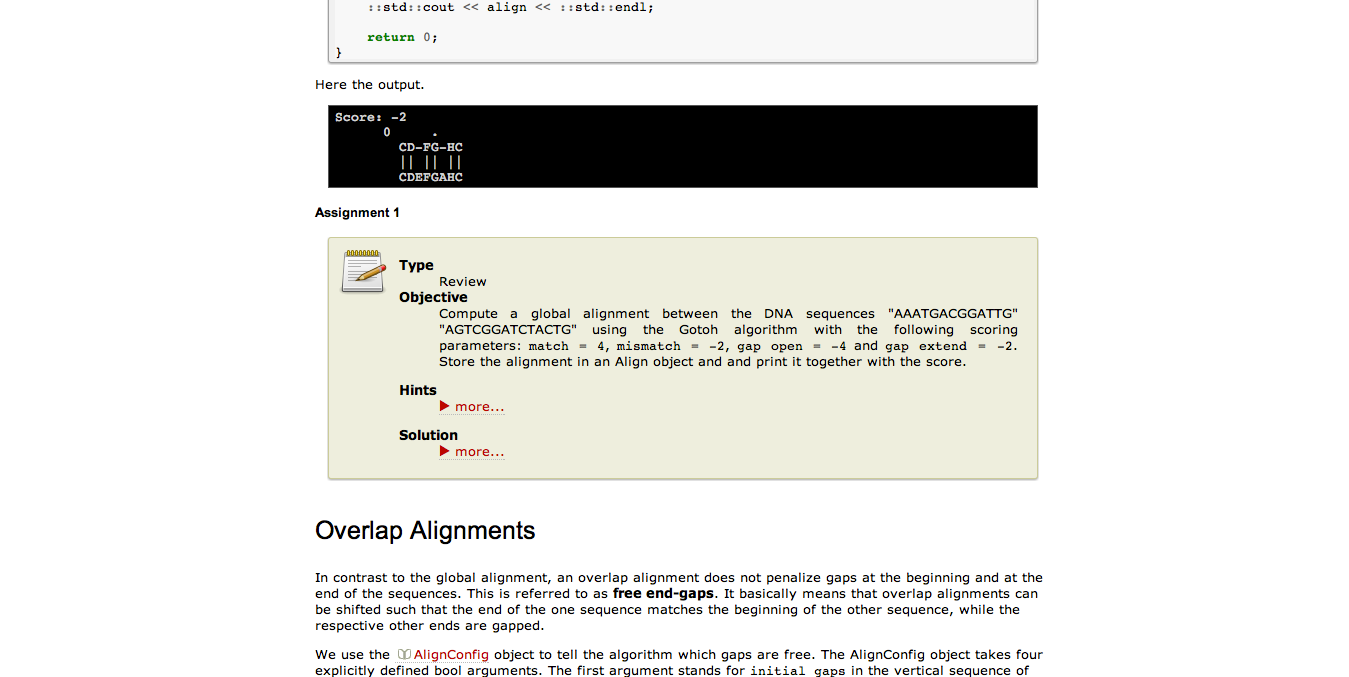 ::std::cout << align << ::std::endl;
return 0;
}
Here the output.
Score: -2
0 .
CD-FG-HC
|| || ||
CDEFGAHC
Assignment 1
Type
Review
Objective
Compute a global alignment between the DNA sequences "AAATGACGGATTG"
"AGTCGGATCTACTG" using the Gotoh algorithm with the following scoring
parameters: match = 4, mismatch = -2, gap open = -4 and gap extend = -2.
Store the alignment in an Align object and and print it together with the score.
Hints
▶ more...
Solution
▶ more...
Overlap Alignments
In contrast to the global alignment, an overlap alignment does not penalize gaps at the beginning and at the
end of the sequences. This is referred to as free end-gaps. It basically means that overlap alignments can
be shifted such that the end of the one sequence matches the beginning of the other sequence, while the
respective other ends are gapped.
We use the AlignConfig object to tell the algorithm which gaps are free. The AlignConfig object takes four
explicitly defined bool arguments. The first argument stands for initial gaps in the vertical sequence of